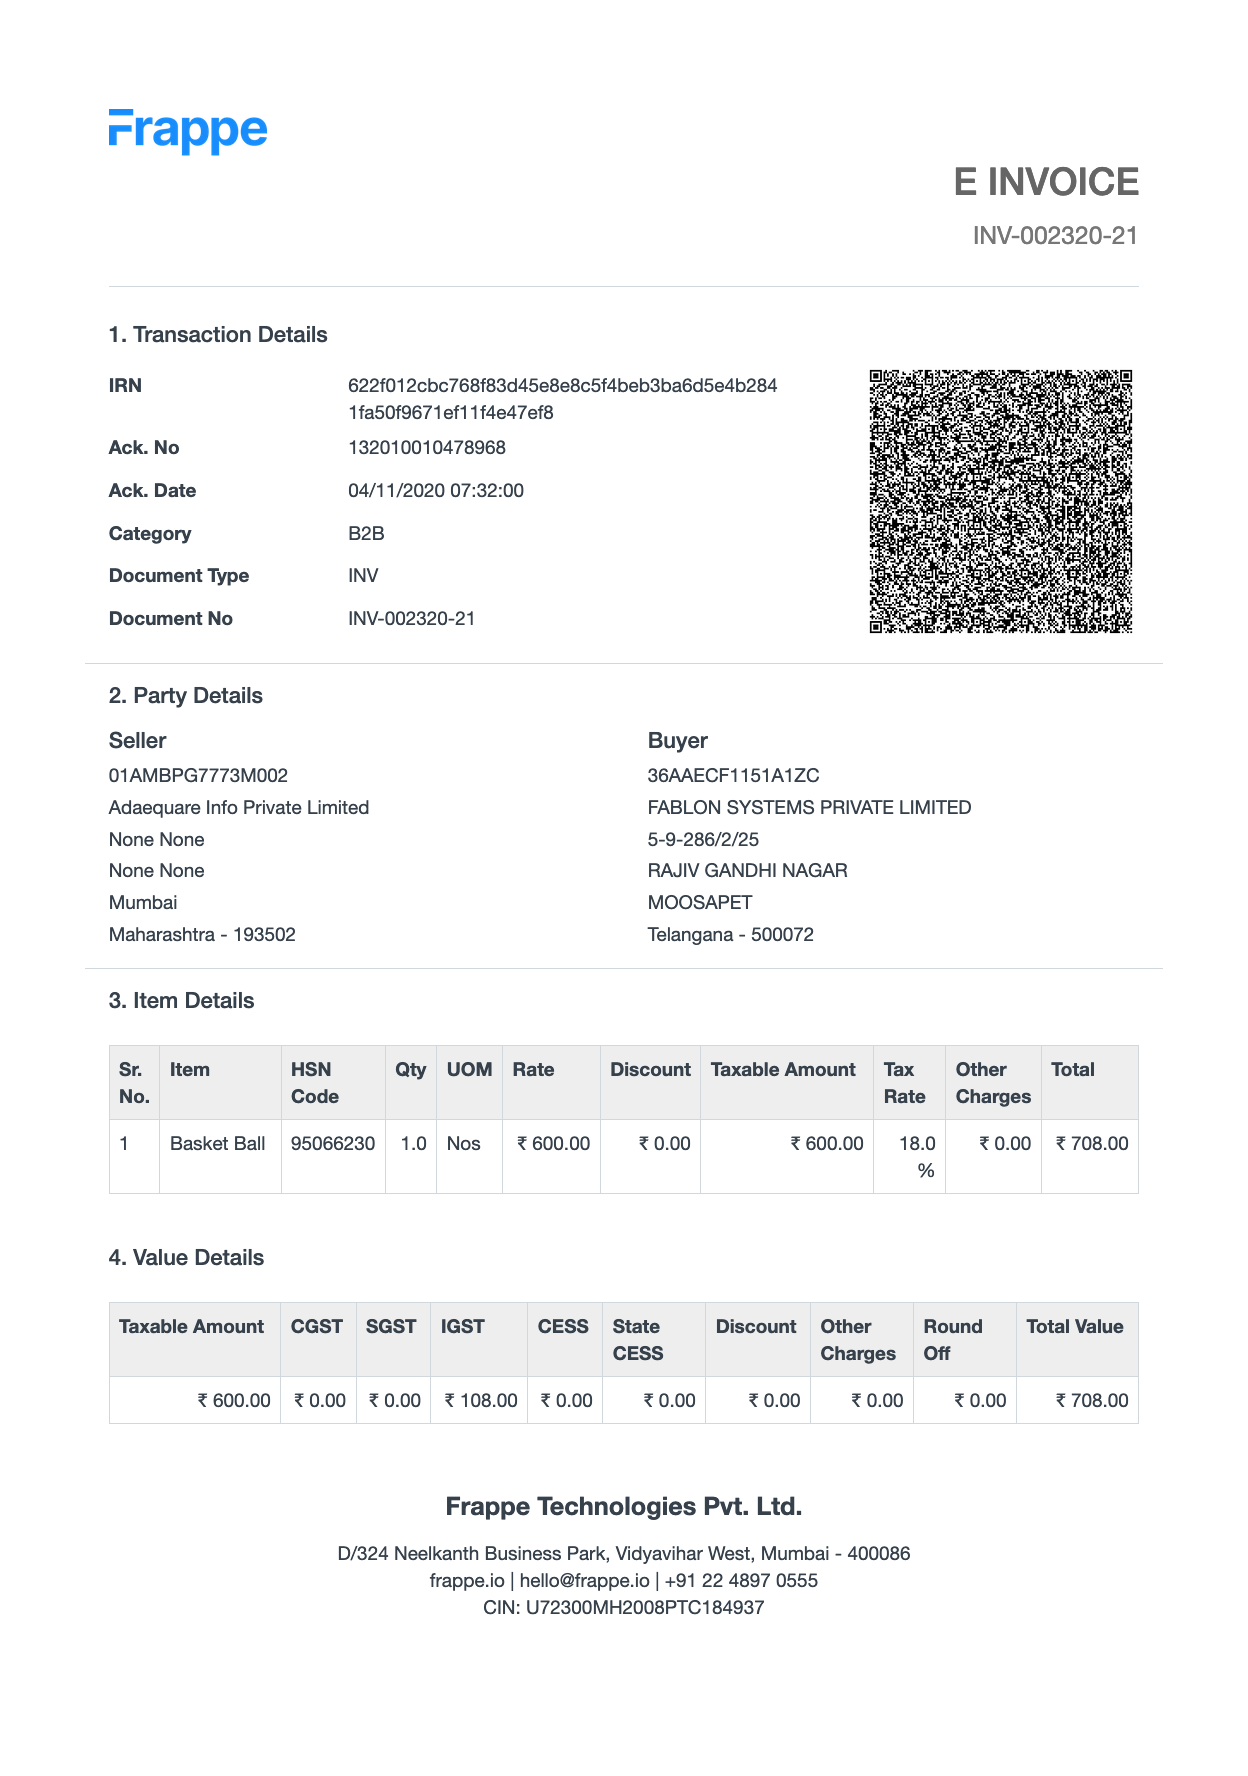 Frappe
E INVOICE
INV-002320-21
1. Transaction Details
IRN 622f012cbc768f83d45e8e8c5f4beb3ba6d5e4b284
1fa50f9671ef11f4e47ef8
Ack. No 132010010478968
Ack. Date 04/11/2020 07:32:00
Category B2B
Document Type INV
Document No INV-002320-21
2. Party Details
Seller
01AMBPG7773M002
Adaequare Info Private Limited
None None
None None
Mumbai
Maharashtra - 193502
Buyer
36AAECF1151A1ZC
FABLON SYSTEMS PRIVATE LIMITED
5-9-286/2/25
RAJIV GANDHI NAGAR
MOOSAPET
Telangana - 500072
3. Item Details
Sr. No. Item HSN Code Qty UOM Rate Discount Taxable Amount Tax Rate Other Charges Total
1 Basket Ball 95066230 1.0 Nos ₹ 600.00 ₹ 0.00 ₹ 600.00 18.0 % ₹ 0.00 ₹ 708.00
4. Value Details
Taxable Amount CGST SGST IGST CESS State CESS Discount Other Charges Round Off Total Value
₹ 600.00 ₹ 0.00 ₹ 0.00 ₹ 108.00 ₹ 0.00 ₹ 0.00 ₹ 0.00 ₹ 0.00 ₹ 0.00 ₹ 708.00
Frappe Technologies Pvt. Ltd.
D/324 Neelkanth Business Park, Vidyavihar West, Mumbai - 400086
frappe.io | hello@frappe.io | +91 22 4897 0555
CIN: U72300MH2008PTC184937